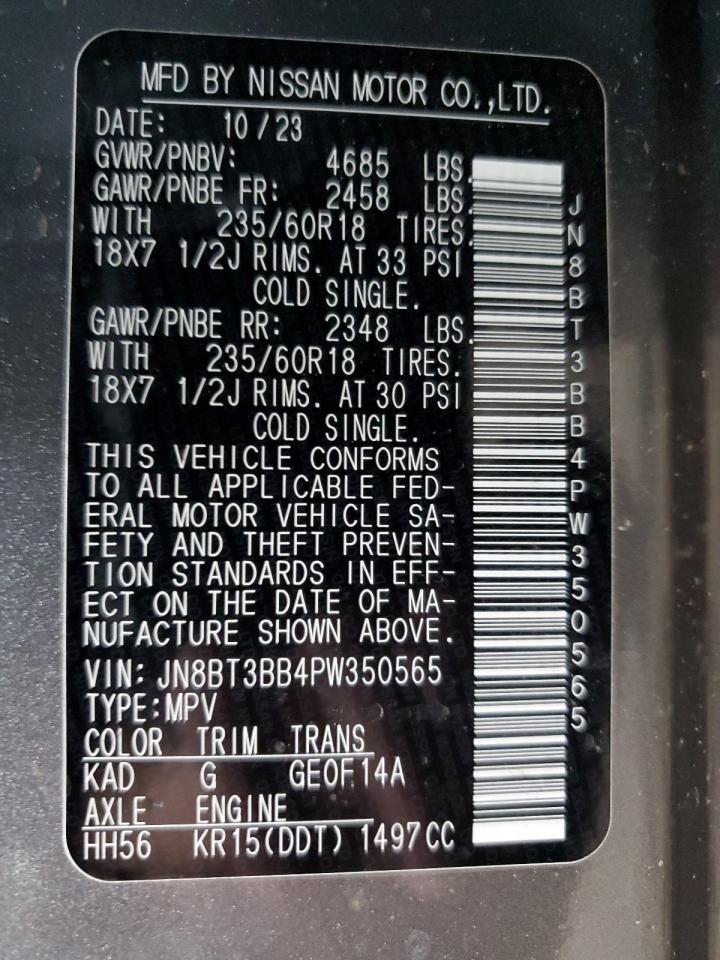 MFD BY NISSAN MOTOR CO.,LTD.
DATE: 10/23
GVWR/PNBV: 4685 LBS.
GAWR/PNBE FR: 2458 LBS.
WITH 235/60R18 TIRES.
18X7 1/2J RIMS. AT 33 PSI
COLD SINGLE.
GAWR/PNBE RR: 2348 LBS.
WITH 235/60R18 TIRES.
18X7 1/2J RIMS. AT 30 PSI
COLD SINGLE.
THIS VEHICLE CONFORMS
TO ALL APPLICABLE FED-
ERAL MOTOR VEHICLE SA-
FETY AND THEFT PREVEN-
TION STANDARDS IN EFF-
ECT ON THE DATE OF MA-
NUFACTURE SHOWN ABOVE.
VIN: JN8BT3BB4PW350565
TYPE:MPV
COLOR TRIM TRANS
KAD G GE0F14A
AXLE ENGINE
HH56 KR15(DDT) 1497CC
JN8BT3BB4PW350565